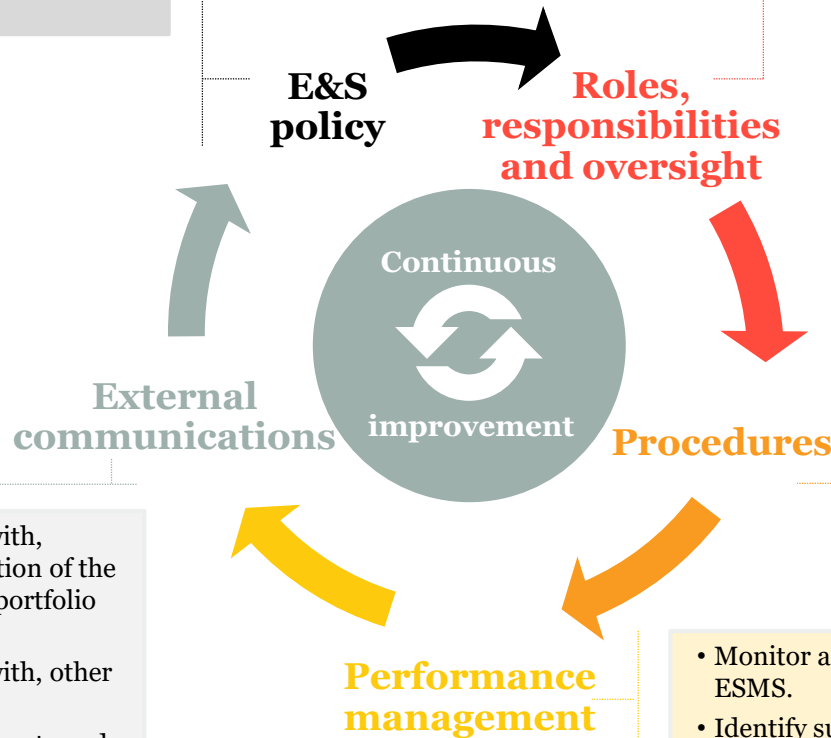 E&S
policy
Roles,
responsibilities
and oversight
Continuous
improvement
External
communications
Procedures
with,
tion of the
portfolio
with, other
Performance
management
• Monitor a
ESMS.
• Identify su